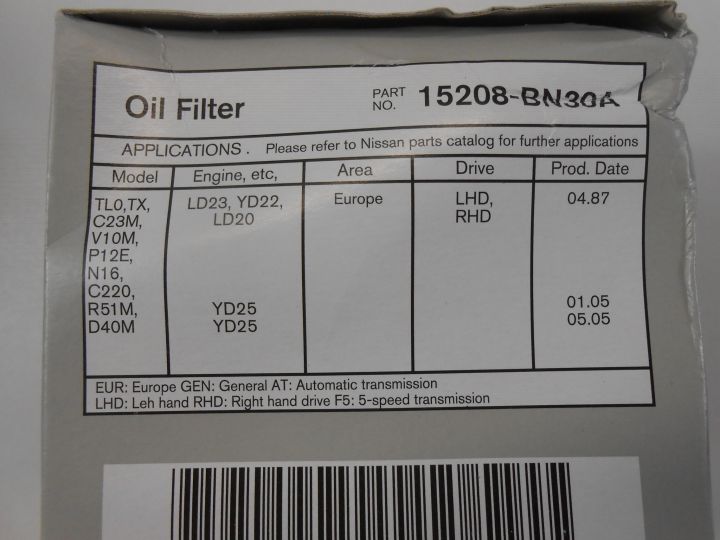 Oil Filter PART NO. 15208-BN30A
APPLICATIONS . Please refer to Nissan parts catalog for further applications
Model Engine, etc, Area Drive Prod. Date
TL0,TX, LD23, YD22, Europe LHD, 04.87
C23M, LD20 RHD
V10M,
P12E,
N16,
C220,
R51M, YD25 01.05
D40M YD25 05.05
EUR: Europe GEN: General AT: Automatic transmission
LHD: Leh hand RHD: Right hand drive F5: 5-speed transmission